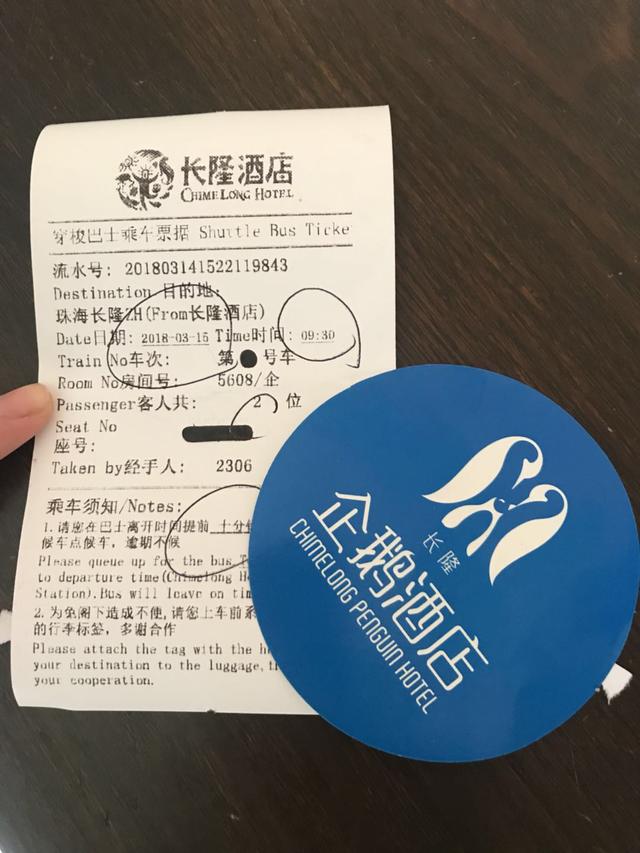 长隆酒店
CHIMELONG HOTEL
穿梭巴士乘车票据 Shuttle Bus Ticke
流水号: 201803141522119843
Destination 目的地:
珠海长隆ZH(From长隆酒店)
Date日期: 2018-03-15 Time时间: 09:30
Train No车次: 第 号车
Room No房间号: 5608/企
Passenger客人共: 2 位
Seat No
座号:
Taken by经手人: 2306
乘车须知/Notes:
1.请您在巴士离开时间提前 十分
候车点候车, 逾期不候
Please queue up for the bus
to departure time(Chimelong
Station).Bus will leave on
2.为免阁下造成不便,请您上车前
的行李标签, 多谢合作
Please attach the tag with the
your destination to the luggage,
your cooperation.
长隆
企鹅酒店
CHIMELONG PENGUIN HOTEL